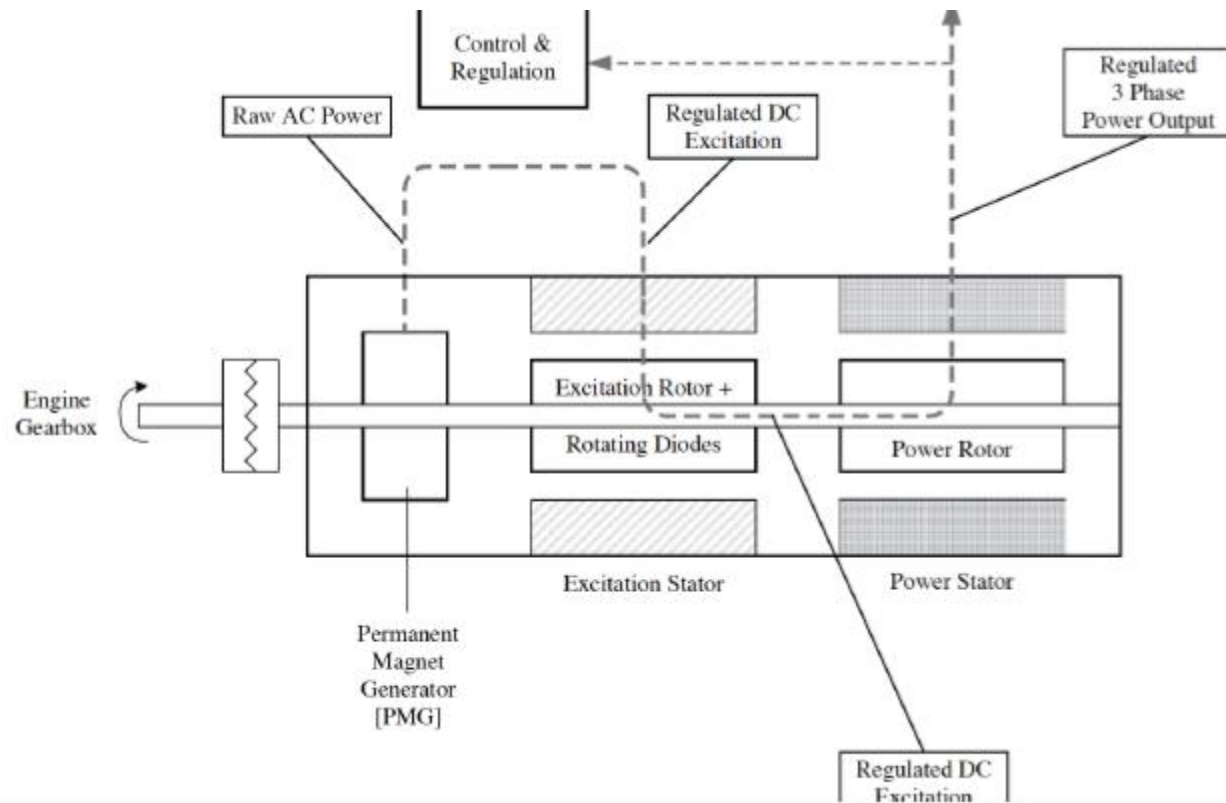 Control &
Regulation
Regulated
3 Phase
Power Output
Raw AC Power
Regulated DC
Excitation
Engine
Gearbox
Excitation Rotor +
Rotating Diodes
Power Rotor
Excitation Stator
Power Stator
Permanent
Magnet
Generator
[PMG]
Regulated DC
Excitation